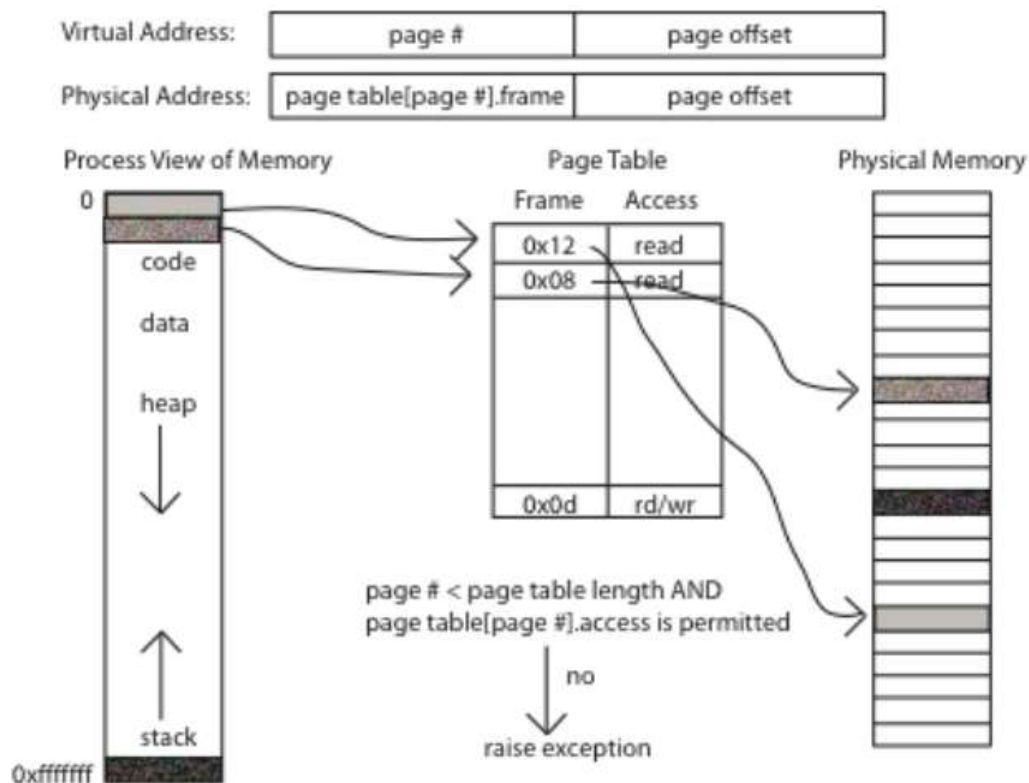 Virtual Address: page # page offset
Physical Address: page table[page #].frame page offset
Process View of Memory Page Table Physical Memory
0 Frame Access
0x12 read
code 0x08 read
data
heap
0x0d rd/wr
page # < page table length AND
page table[page #].access is permitted
no
stack raise exception
0xfffffff